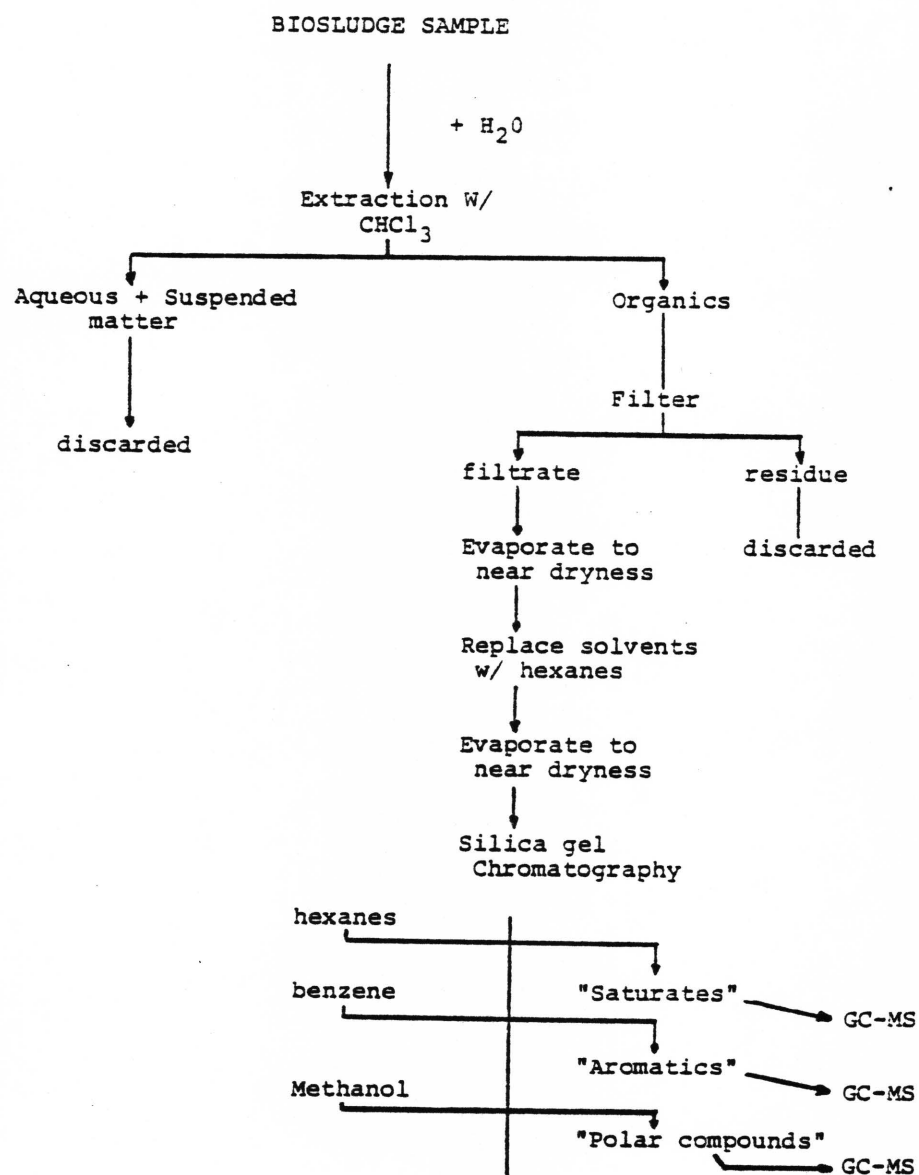 BIOSLUDGE SAMPLE
+ H₂O
Extraction W/
CHCl₃
Aqueous + Suspended
matter
discarded
Organics
Filter
filtrate
residue
Evaporate to
near dryness
discarded
Replace solvents
w/ hexanes
Evaporate to
near dryness
Silica gel
Chromatography
hexanes
"Saturates"
GC-MS
benzene
"Aromatics"
GC-MS
Methanol
"Polar compounds"
GC-MS